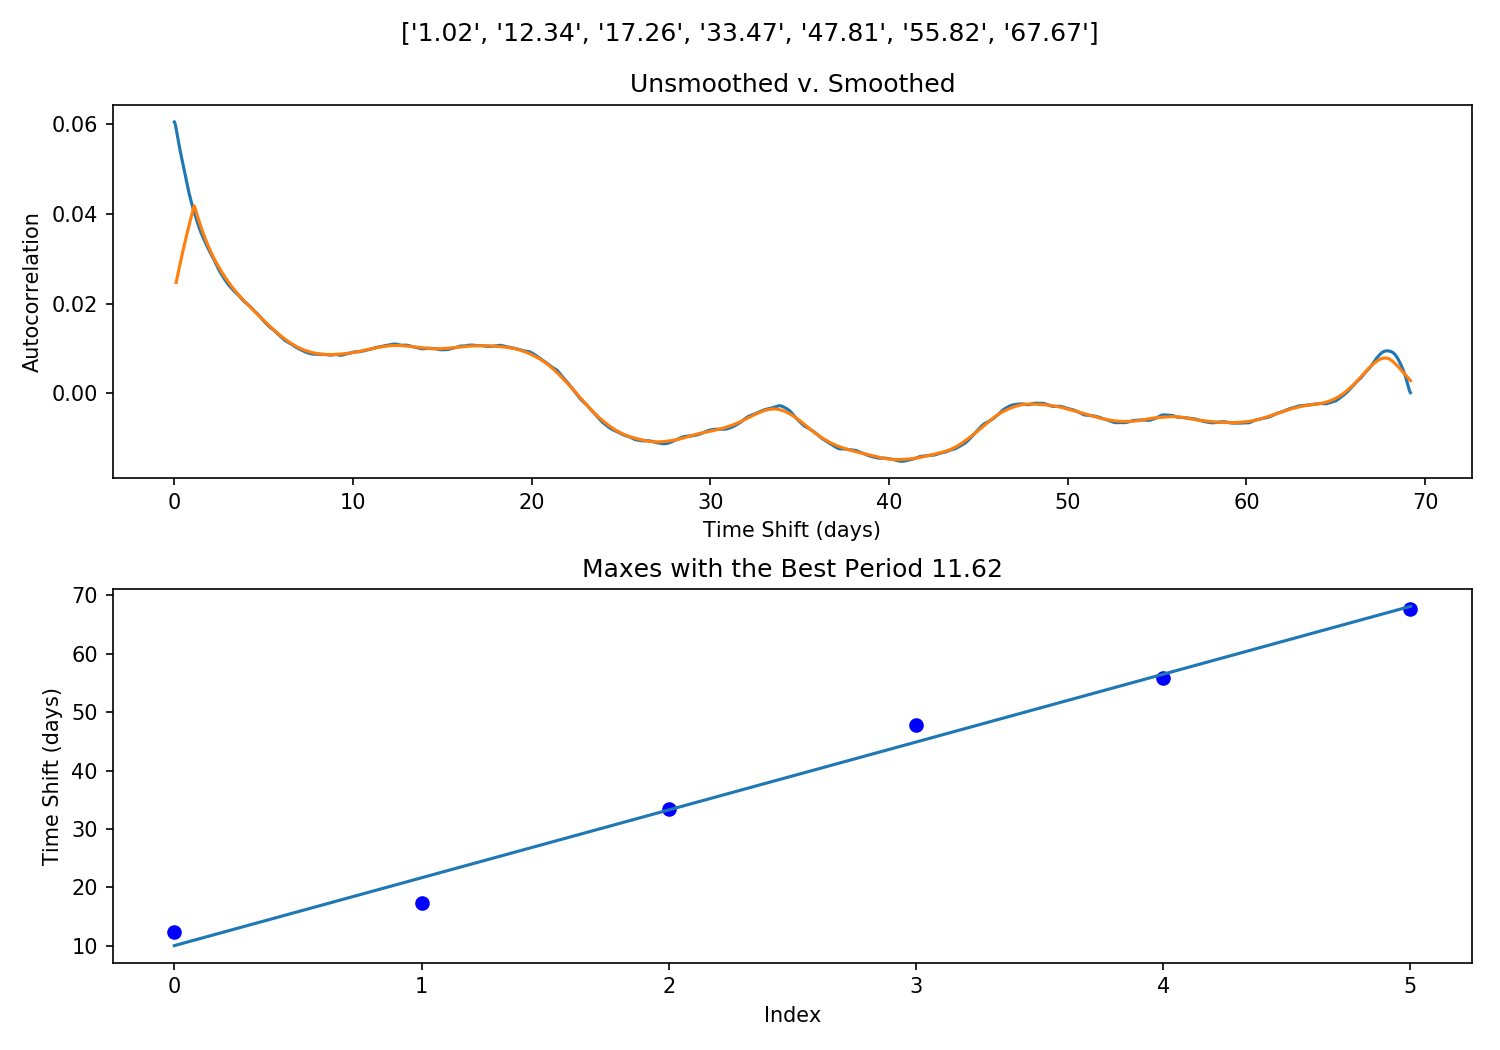 ['1.02', '12.34', '17.26', '33.47', '47.81', '55.82', '67.67']
Unsmoothed v. Smoothed
Autocorrelation
0.06
0.04
0.02
0.00
0 10 20 30 40 50 60 70
Time Shift (days)
Maxes with the Best Period 11.62
Time Shift (days)
70
60
50
40
30
20
10
0 1 2 3 4 5
Index